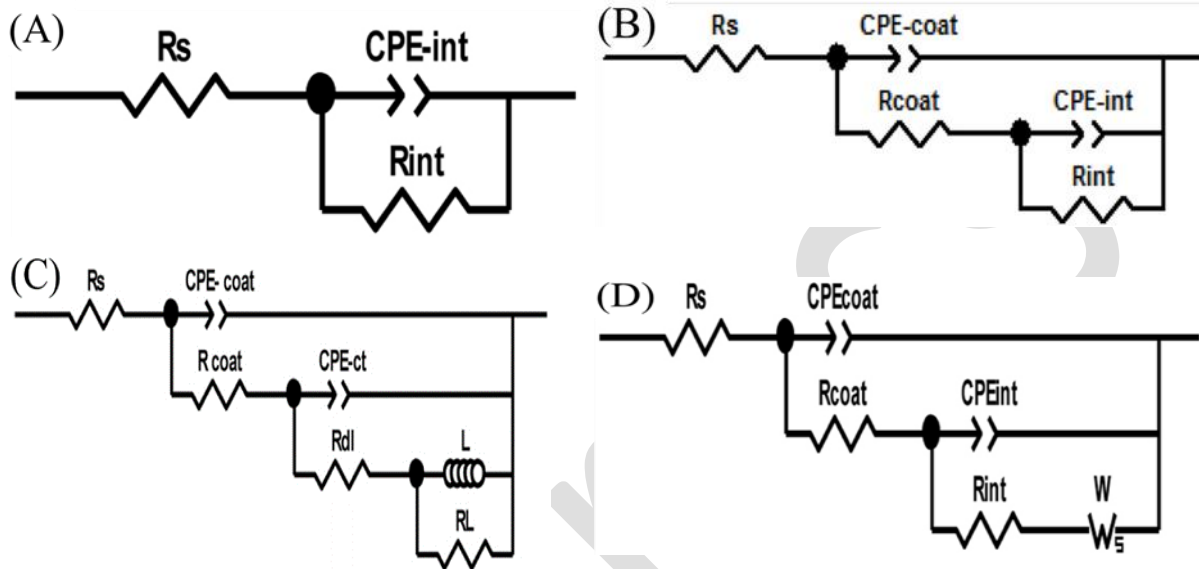 (A)
Rs
CPE-int
Rint
(B)
Rs
CPE-coat
Rcoat
CPE-int
Rint
(C)
Rs
CPE- coat
R coat
CPE-ct
Rdl
L
RL
(D)
Rs
CPEcoat
Rcoat
CPEint
Rint
W
Ws